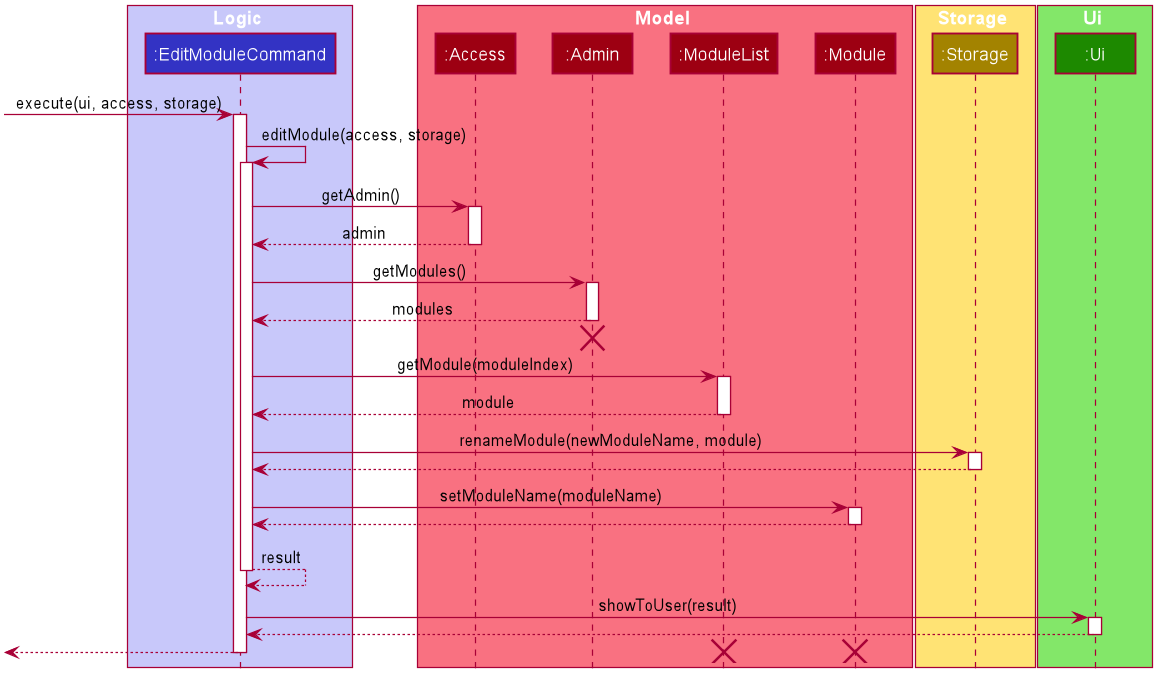 Logic
Model
Storage
Ui
:EditModuleCommand
:Access
:Admin
:ModuleList
:Module
:Storage
:Ui
execute(ui, access, storage)
editModule(access, storage)
getAdmin()
admin
getModules()
modules
getModule(moduleIndex)
module
renameModule(newModuleName, module)
setModuleName(moduleName)
result
showToUser(result)